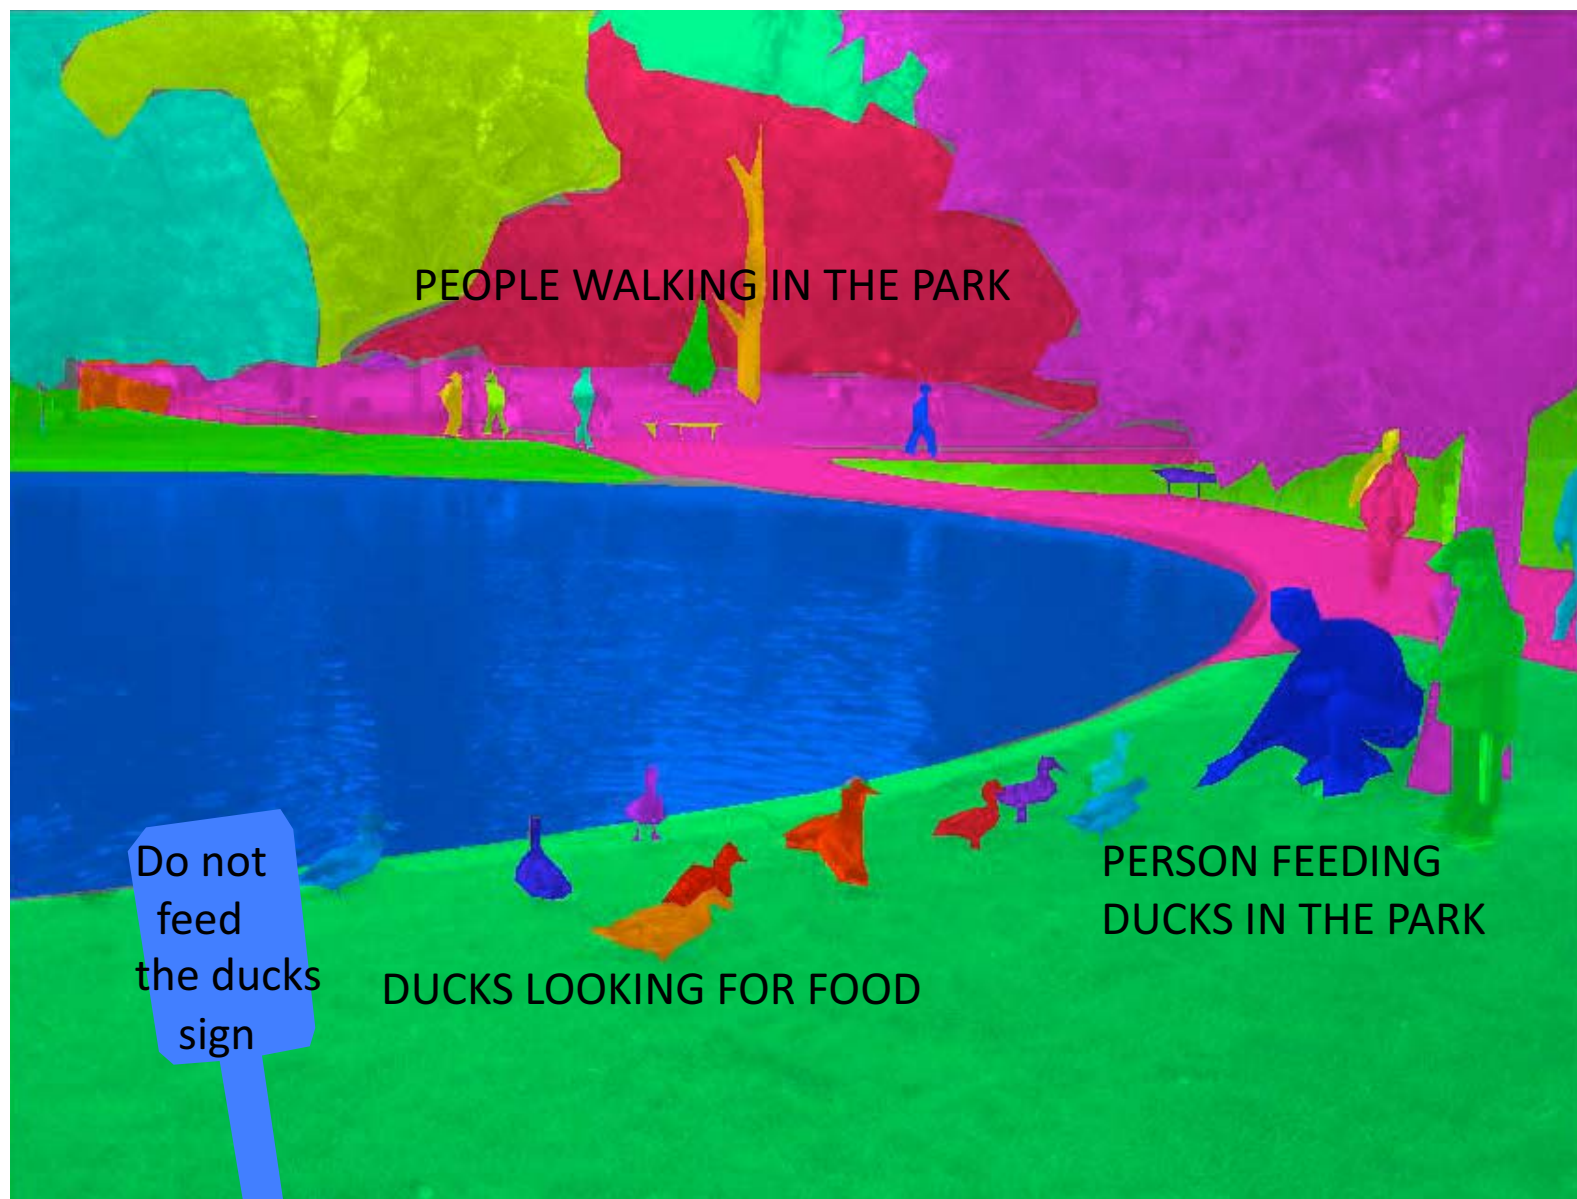 PEOPLE WALKING IN THE PARK
Do not
feed
the ducks
sign
PERSON FEEDING
DUCKS IN THE PARK
DUCKS LOOKING FOR FOOD